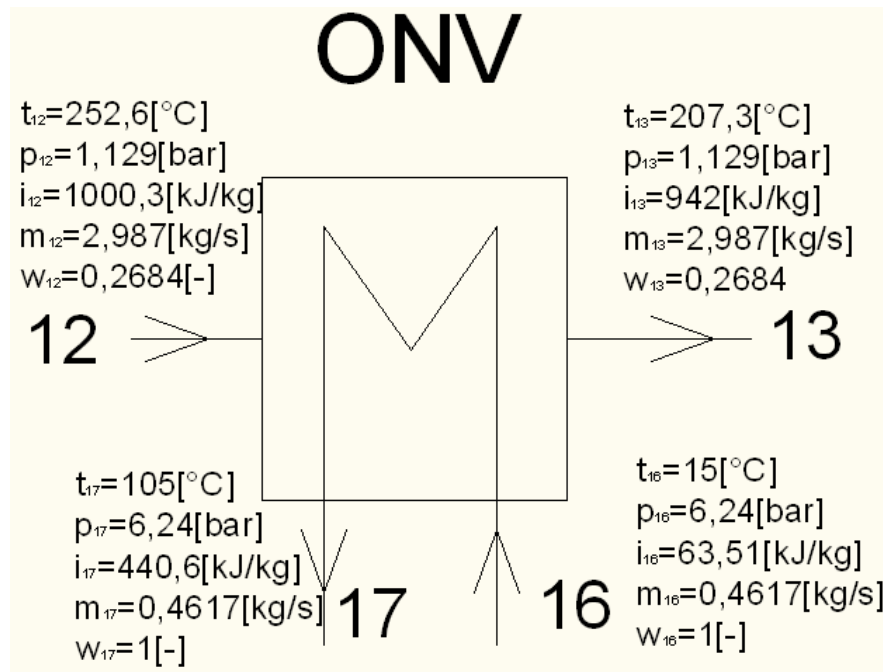 ONV
t₁₂=252,6[°C]
p₁₂=1,129[bar]
i₁₂=1000,3[kJ/kg]
m₁₂=2,987[kg/s]
w₁₂=0,2684[-]
12
t₁₃=207,3[°C]
p₁₃=1,129[bar]
i₁₃=942[kJ/kg]
m₁₃=2,987[kg/s]
w₁₃=0,2684
13
t₁₇=105[°C]
p₁₇=6,24[bar]
i₁₇=440,6[kJ/kg]
m₁₇=0,4617[kg/s]
w₁₇=1[-]
17
t₁₆=15[°C]
p₁₆=6,24[bar]
i₁₆=63,51[kJ/kg]
m₁₆=0,4617[kg/s]
w₁₆=1[-]
16